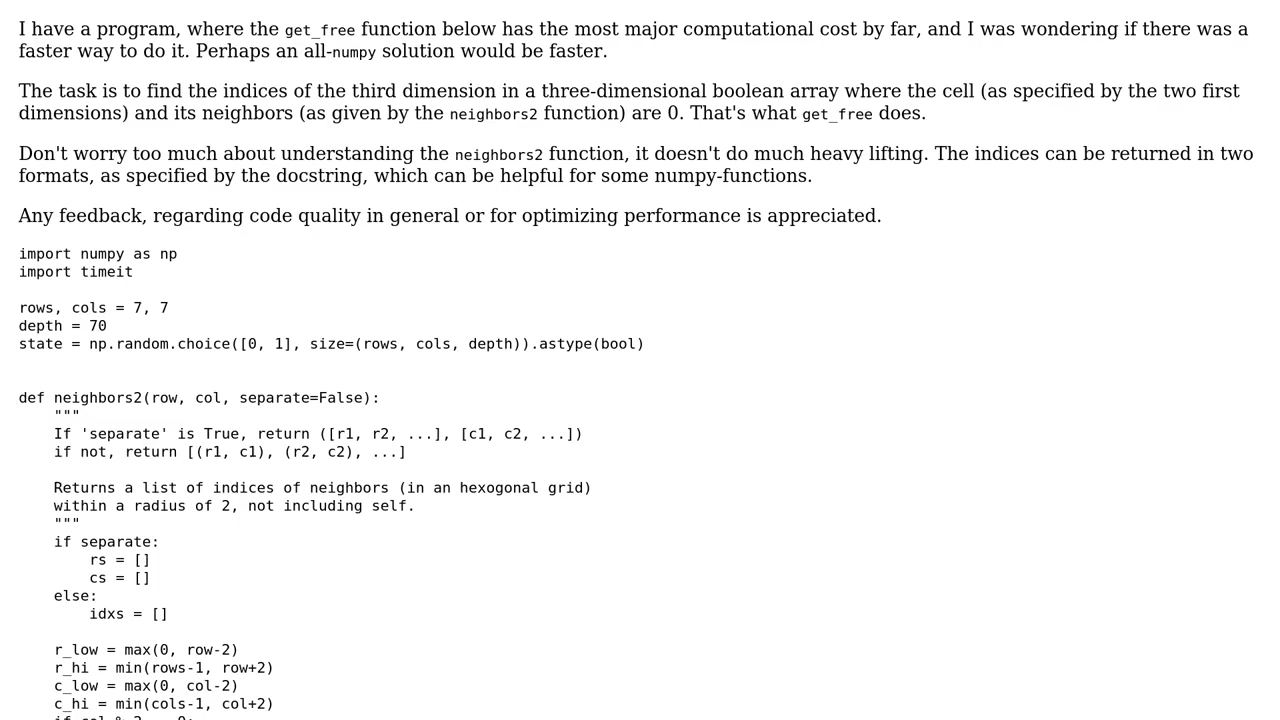 I have a program, where the get_free function below has the most major computational cost by far, and I was wondering if there was a
faster way to do it. Perhaps an all-numpy solution would be faster.
The task is to find the indices of the third dimension in a three-dimensional boolean array where the cell (as specified by the two first
dimensions) and its neighbors (as given by the neighbors2 function) are 0. That's what get_free does.
Don't worry too much about understanding the neighbors2 function, it doesn't do much heavy lifting. The indices can be returned in two
formats, as specified by the docstring, which can be helpful for some numpy-functions.
Any feedback, regarding code quality in general or for optimizing performance is appreciated.
import numpy as np
import timeit
rows, cols = 7, 7
depth = 70
state = np.random.choice([0, 1], size=(rows, cols, depth)).astype(bool)
def neighbors2(row, col, separate=False):
    """
    If 'separate' is True, return ([r1, r2, ...], [c1, c2, ...])
    if not, return [(r1, c1), (r2, c2), ...]
    Returns a list of indices of neighbors (in an hexogonal grid)
    within a radius of 2, not including self.
    """
    if separate:
        rs = []
        cs = []
    else:
        idxs = []
    r_low = max(0, row-2)
    r_hi = min(rows-1, row+2)
    c_low = max(0, col-2)
    c_hi = min(cols-1, col+2)